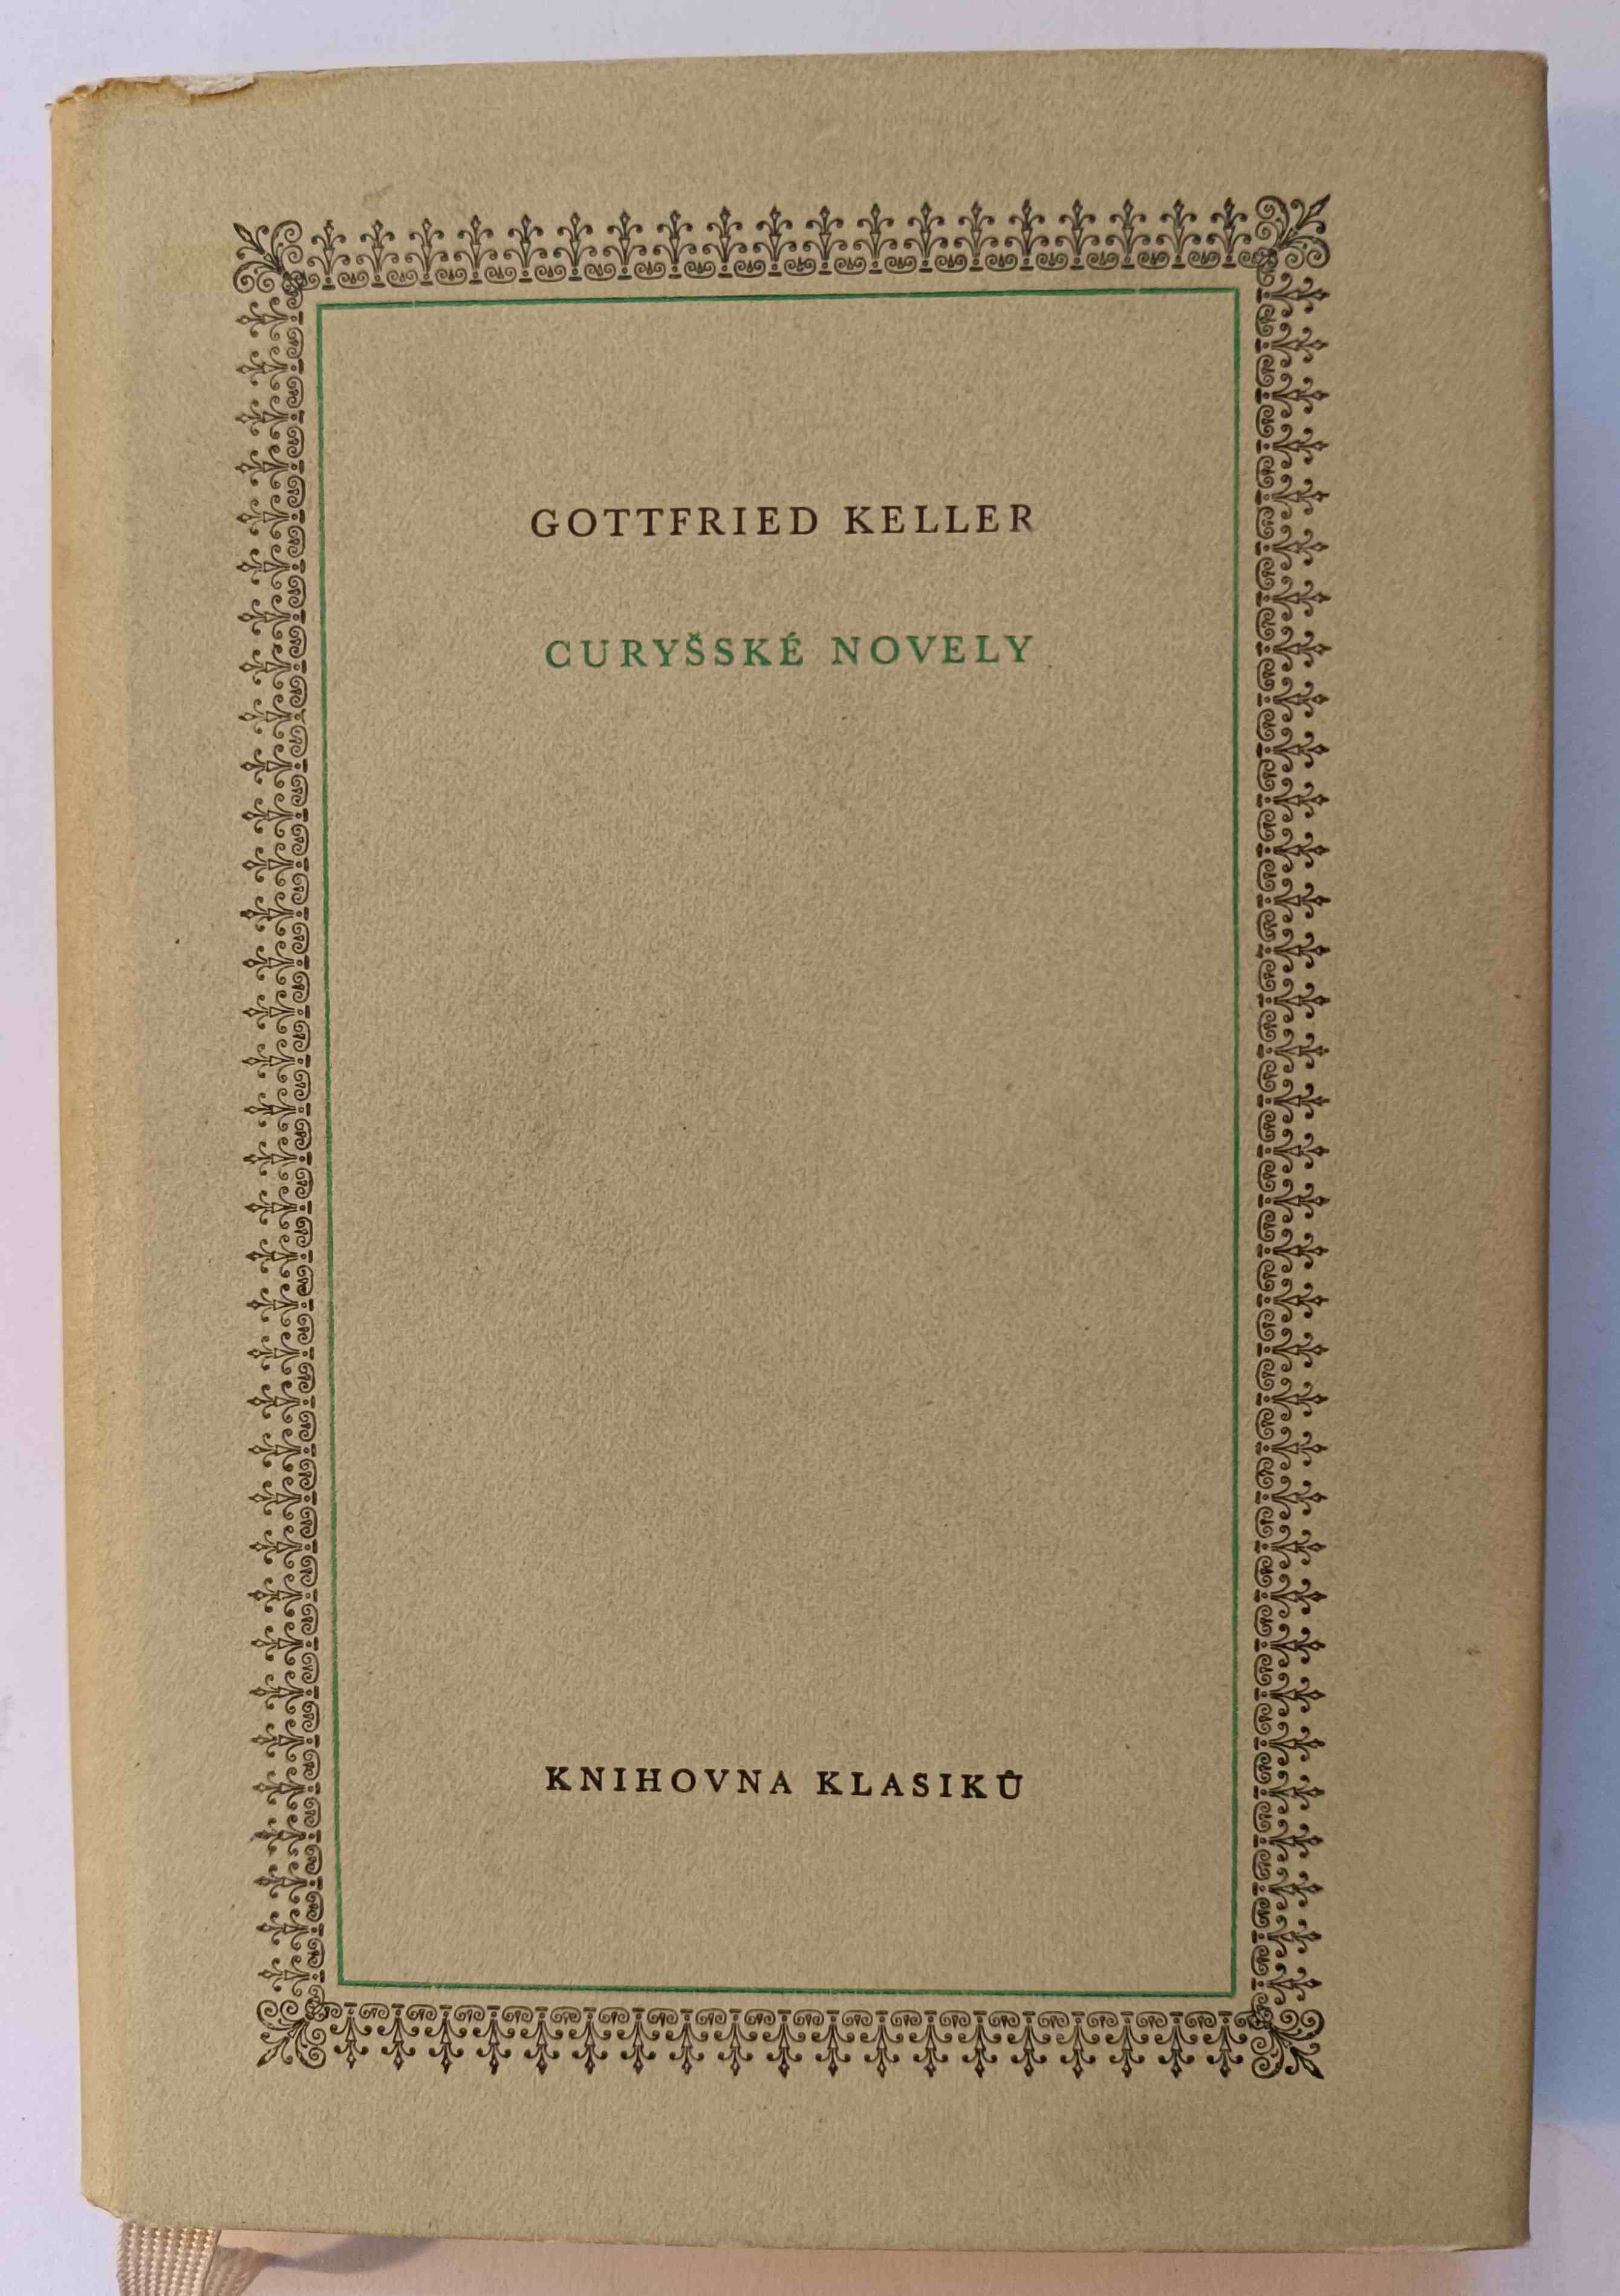 GOTTFRIED KELLER
CURYŠSKÉ NOVELY
KNIHOVNA KLASIKŮ